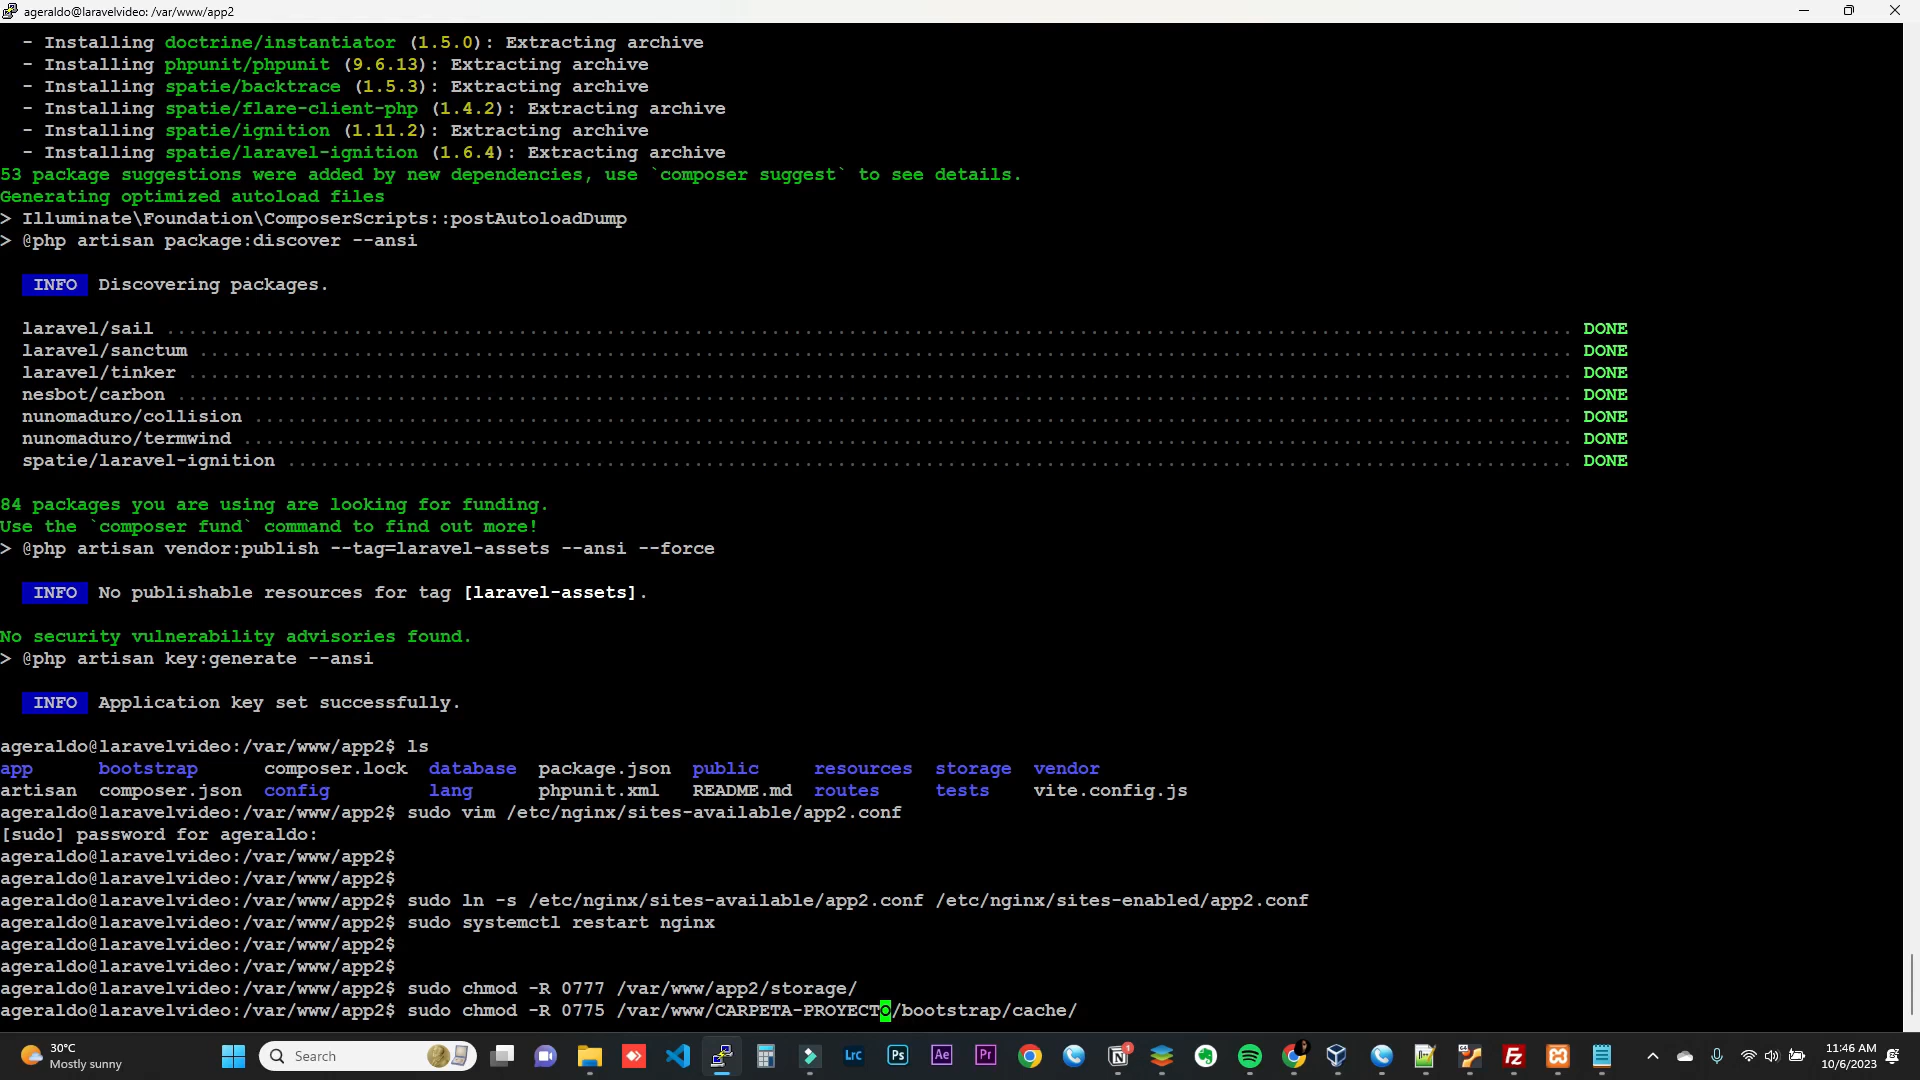 ageraldo@laravelvideo: /var/www/app2
- Installing doctrine/instantiator (1.5.0): Extracting archive
- Installing phpunit/phpunit (9.6.13): Extracting archive
- Installing spatie/backtrace (1.5.3): Extracting archive
- Installing spatie/flare-client-php (1.4.2): Extracting archive
- Installing spatie/ignition (1.11.2): Extracting archive
- Installing spatie/laravel-ignition (1.6.4): Extracting archive
53 package suggestions were added by new dependencies, use `composer suggest` to see details.
Generating optimized autoload files
> Illuminate\Foundation\ComposerScripts::postAutoloadDump
> @php artisan package:discover --ansi
INFO Discovering packages.
laravel/sail ........................................................................................................................ DONE
laravel/sanctum ........................................................................................................................ DONE
laravel/tinker ........................................................................................................................ DONE
nesbot/carbon ........................................................................................................................ DONE
nunomaduro/collision ........................................................................................................................ DONE
nunomaduro/termwind ........................................................................................................................ DONE
spatie/laravel-ignition ........................................................................................................................ DONE
84 packages you are using are looking for funding.
Use the `composer fund` command to find out more!
> @php artisan vendor:publish --tag=laravel-assets --ansi --force
INFO No publishable resources for tag [laravel-assets].
No security vulnerability advisories found.
> @php artisan key:generate --ansi
INFO Application key set successfully.
ageraldo@laravelvideo:/var/www/app2$ ls
app bootstrap composer.lock database package.json public resources storage vendor
artisan composer.json config lang phpunit.xml README.md routes tests vite.config.js
ageraldo@laravelvideo:/var/www/app2$ sudo vim /etc/nginx/sites-available/app2.conf
[sudo] password for ageraldo:
ageraldo@laravelvideo:/var/www/app2$
ageraldo@laravelvideo:/var/www/app2$
ageraldo@laravelvideo:/var/www/app2$ sudo ln -s /etc/nginx/sites-available/app2.conf /etc/nginx/sites-enabled/app2.conf
ageraldo@laravelvideo:/var/www/app2$ sudo systemctl restart nginx
ageraldo@laravelvideo:/var/www/app2$
ageraldo@laravelvideo:/var/www/app2$
ageraldo@laravelvideo:/var/www/app2$ sudo chmod -R 0777 /var/www/app2/storage/
ageraldo@laravelvideo:/var/www/app2$ sudo chmod -R 0775 /var/www/CARPETA-PROYECTO/bootstrap/cache/
30°C
Mostly sunny
Search
Lrc
Ps
Ae
Pr
1
11:46 AM
10/6/2023